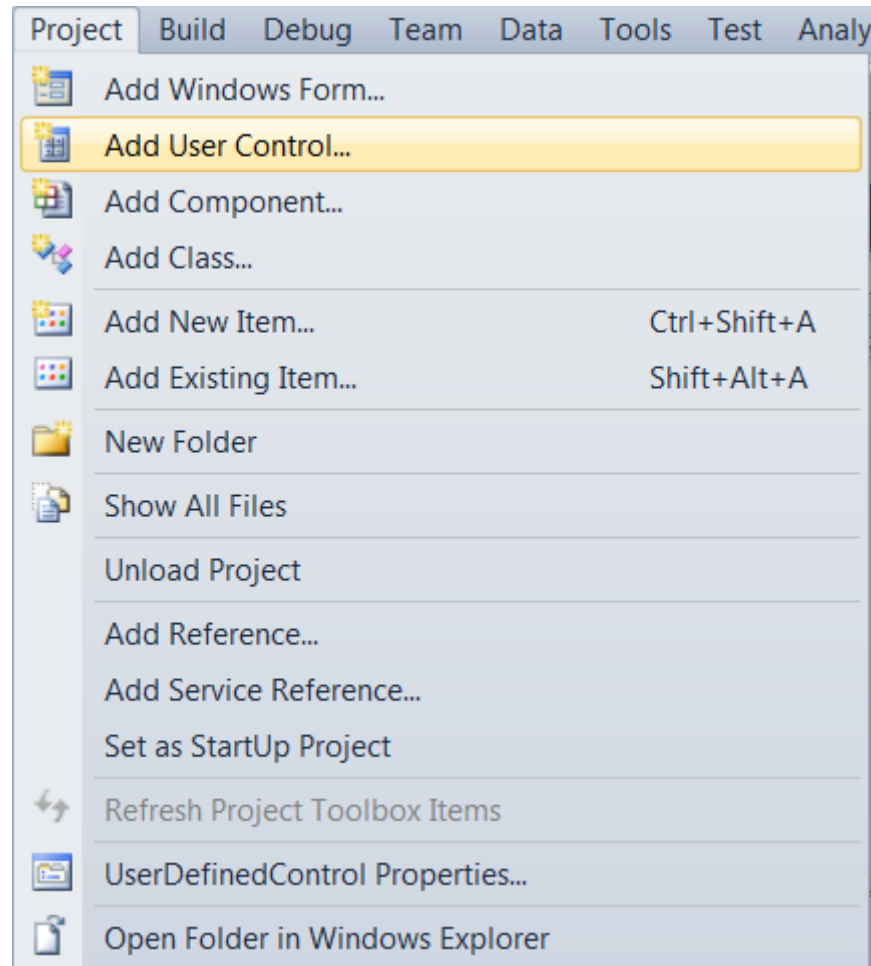 Project Build Debug Team Data Tools Test Analy
Add Windows Form...
Add User Control...
Add Component...
Add Class...
Add New Item... Ctrl+Shift+A
Add Existing Item... Shift+Alt+A
New Folder
Show All Files
Unload Project
Add Reference...
Add Service Reference...
Set as StartUp Project
Refresh Project Toolbox Items
UserDefinedControl Properties...
Open Folder in Windows Explorer